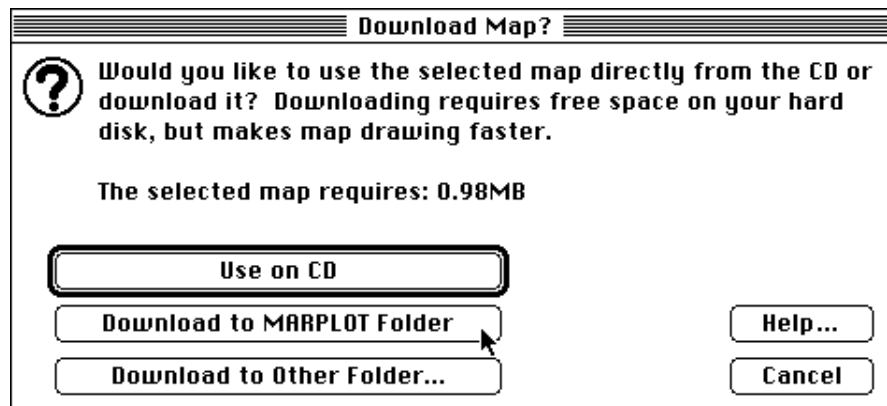 Download Map?
Would you like to use the selected map directly from the CD or
download it?  Downloading requires free space on your hard
disk, but makes map drawing faster.
The selected map requires: 0.98MB
Use on CD
Download to MARPLOT Folder
Help...
Download to Other Folder...
Cancel